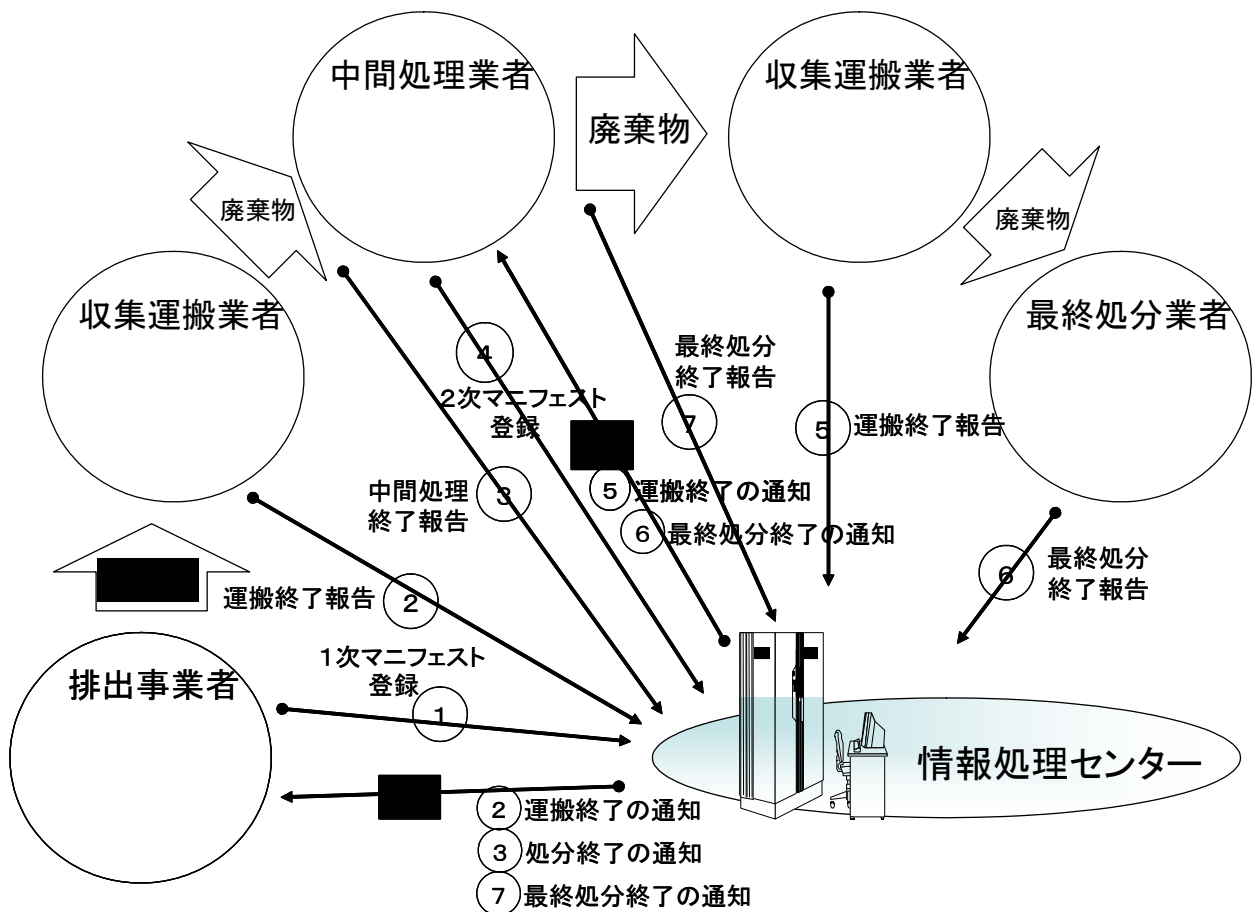 中間処理業者
収集運搬業者
廃棄物
廃棄物
廃棄物
収集運搬業者
最終処分業者
④
2次マニフェスト
登録
最終処分
終了報告
⑦
⑤
運搬終了報告
中間処理
終了報告
③
⑤ 運搬終了の通知
⑥ 最終処分終了の通知
⑥
最終処分
終了報告
運搬終了報告 ②
1次マニフェスト
登録
①
排出事業者
情報処理センター
② 運搬終了の通知
③ 処分終了の通知
⑦ 最終処分終了の通知